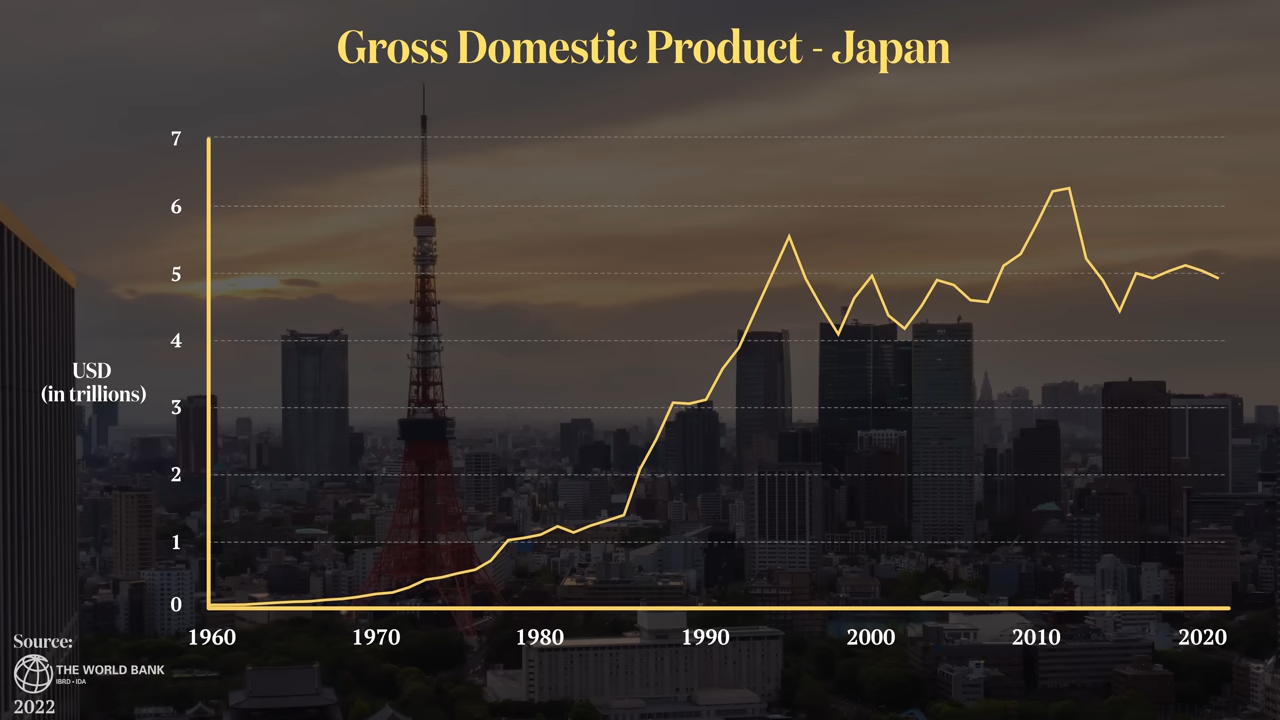 Gross Domestic Product - Japan
7
6
5
4
3
2
1
0
USD
(in trillions)
1960 1970 1980 1990 2000 2010 2020
Source:
THE WORLD BANK
IBRD • IDA
2022